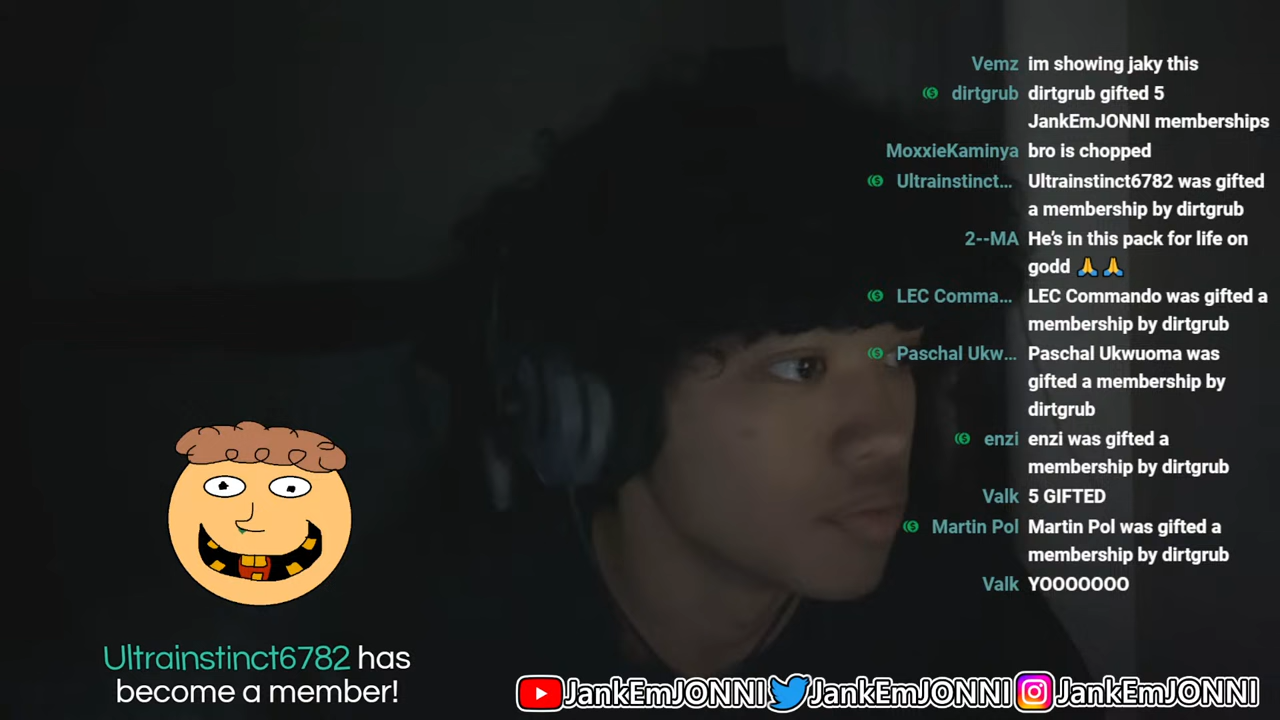 Vemz im showing jaky this
dirtgrub dirtgrub gifted 5
JankEmJONNI memberships
MoxxieKaminya bro is chopped
Ultrainstinct... Ultrainstinct6782 was gifted
a membership by dirtgrub
2--MA He's in this pack for life on
godd 🙏 🙏
LEC Comma... LEC Commando was gifted a
membership by dirtgrub
Paschal Ukw... Paschal Ukwuoma was
gifted a membership by
dirtgrub
enzi enzi was gifted a
membership by dirtgrub
Valk 5 GIFTED
Martin Pol Martin Pol was gifted a
membership by dirtgrub
Valk YOOOOOOO
Ultrainstinct6782 has
become a member!
JankEmJONNI JankEmJONNI JankEmJONNI